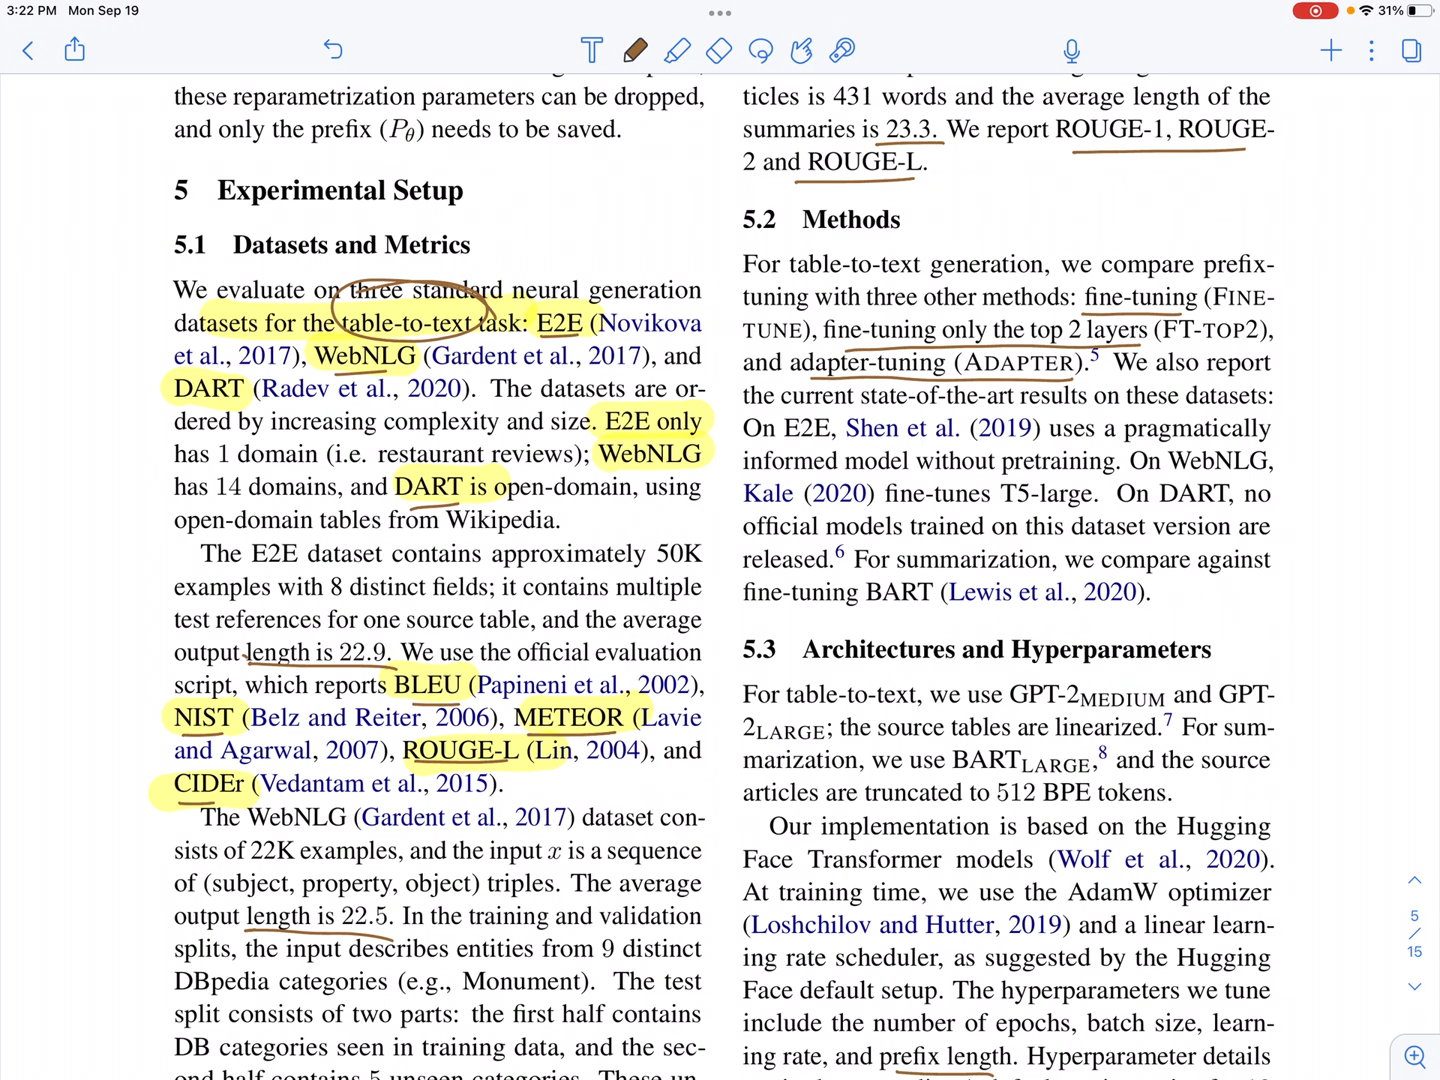 3:22 PM Mon Sep 19
31%
these reparametrization parameters can be dropped,
and only the prefix (Pθ) needs to be saved.
5 Experimental Setup
5.1 Datasets and Metrics
We evaluate on three standard neural generation
datasets for the table-to-text task: E2E (Novikova
et al., 2017), WebNLG (Gardent et al., 2017), and
DART (Radev et al., 2020). The datasets are or-
dered by increasing complexity and size. E2E only
has 1 domain (i.e. restaurant reviews); WebNLG
has 14 domains, and DART is open-domain, using
open-domain tables from Wikipedia.
The E2E dataset contains approximately 50K
examples with 8 distinct fields; it contains multiple
test references for one source table, and the average
output length is 22.9. We use the official evaluation
script, which reports BLEU (Papineni et al., 2002),
NIST (Belz and Reiter, 2006), METEOR (Lavie
and Agarwal, 2007), ROUGE-L (Lin, 2004), and
CIDEr (Vedantam et al., 2015).
The WebNLG (Gardent et al., 2017) dataset con-
sists of 22K examples, and the input x is a sequence
of (subject, property, object) triples. The average
output length is 22.5. In the training and validation
splits, the input describes entities from 9 distinct
DBpedia categories (e.g., Monument). The test
split consists of two parts: the first half contains
DB categories seen in training data, and the sec-
ond half contains 5 unseen categories. These un-
ticles is 431 words and the average length of the
summaries is 23.3. We report ROUGE-1, ROUGE-
2 and ROUGE-L.
5.2 Methods
For table-to-text generation, we compare prefix-
tuning with three other methods: fine-tuning (FINE-
TUNE), fine-tuning only the top 2 layers (FT-TOP2),
and adapter-tuning (ADAPTER).5 We also report
the current state-of-the-art results on these datasets:
On E2E, Shen et al. (2019) uses a pragmatically
informed model without pretraining. On WebNLG,
Kale (2020) fine-tunes T5-large. On DART, no
official models trained on this dataset version are
released.6 For summarization, we compare against
fine-tuning BART (Lewis et al., 2020).
5.3 Architectures and Hyperparameters
For table-to-text, we use GPT-2MEDIUM and GPT-
2LARGE; the source tables are linearized.7 For sum-
marization, we use BARTLARGE,8 and the source
articles are truncated to 512 BPE tokens.
Our implementation is based on the Hugging
Face Transformer models (Wolf et al., 2020).
At training time, we use the AdamW optimizer
(Loshchilov and Hutter, 2019) and a linear learn-
ing rate scheduler, as suggested by the Hugging
Face default setup. The hyperparameters we tune
include the number of epochs, batch size, learn-
ing rate, and prefix length. Hyperparameter details
5
/
15